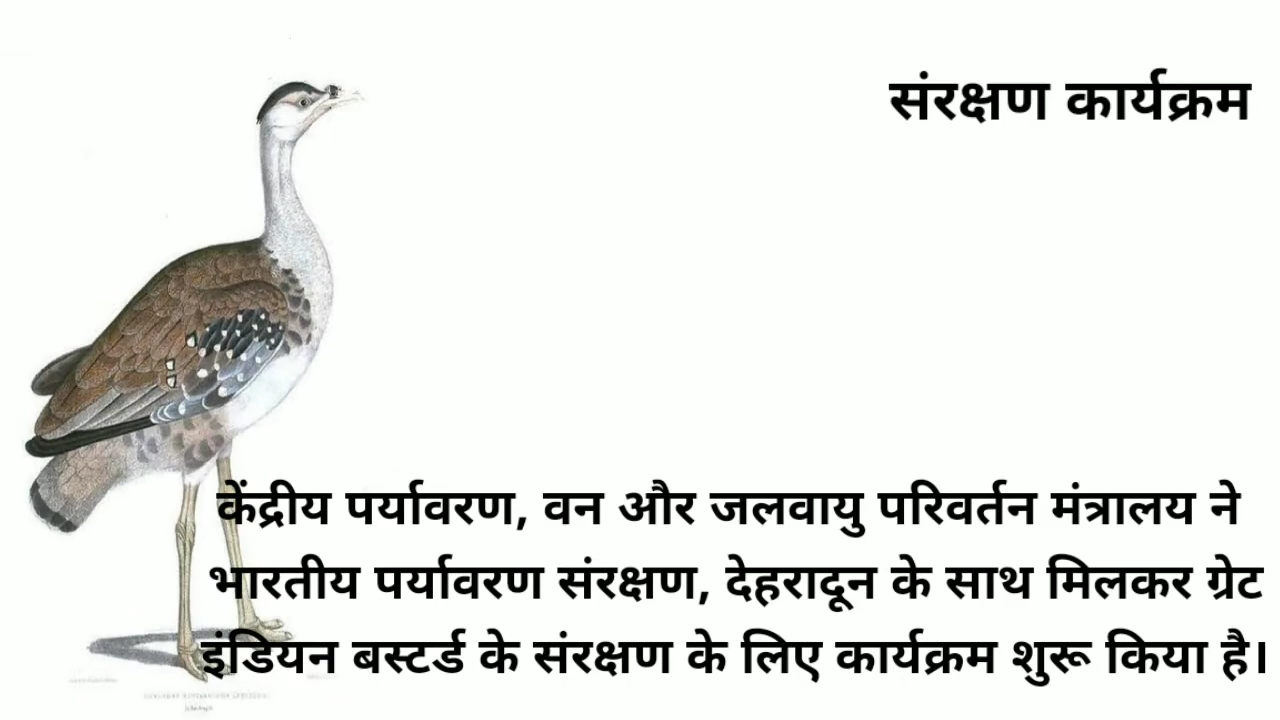 संरक्षण कार्यक्रम
केंद्रीय पर्यावरण, वन और जलवायु परिवर्तन मंत्रालय ने
भारतीय पर्यावरण संरक्षण, देहरादून के साथ मिलकर ग्रेट
इंडियन बस्टर्ड के संरक्षण के लिए कार्यक्रम शुरू किया है।